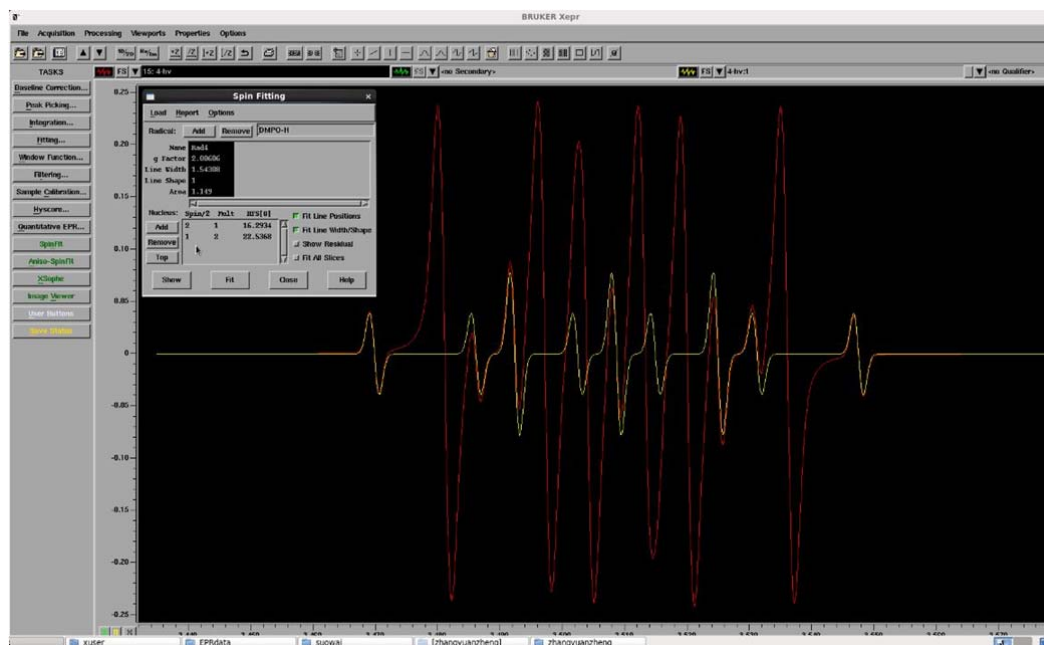 BRUKER Xepr
File Acquisition Processing Viewports Properties Options
TASKS
FS 15: 4-hv
FS <no Secondary>
FS 4-hv:1
<no Qualifier>
Baseline Correction...
Peak Picking...
Integration...
Fitting...
Window Function...
Filtering...
Sample Calibration...
Hyscore...
Quantitative EPR...
SpinFit
Aniso-SpinFit
XSophe
Image Viewer
User Buttons
Save Status
Spin Fitting
Load Report Options
Radical: Add Remove DMPO-H
Name Rad4
g Factor 2.00606
Line Width 1.54308
Line Shape 1
Area 1.149
Nucleus: Spin/2 Mult HFS[G]
Add 2 1 16.2934
Remove 1 2 22.5368
Top
Fit Line Positions
Fit Line Width/Shape
Show Residual
Fit All Slices
Show Fit Close Help
0.25
0.20
0.15
0.10
0.05
0
-0.05
-0.10
-0.15
-0.20
-0.25
xuser EPRdata suowai [zhangyuanzheng] zhangyuanzheng